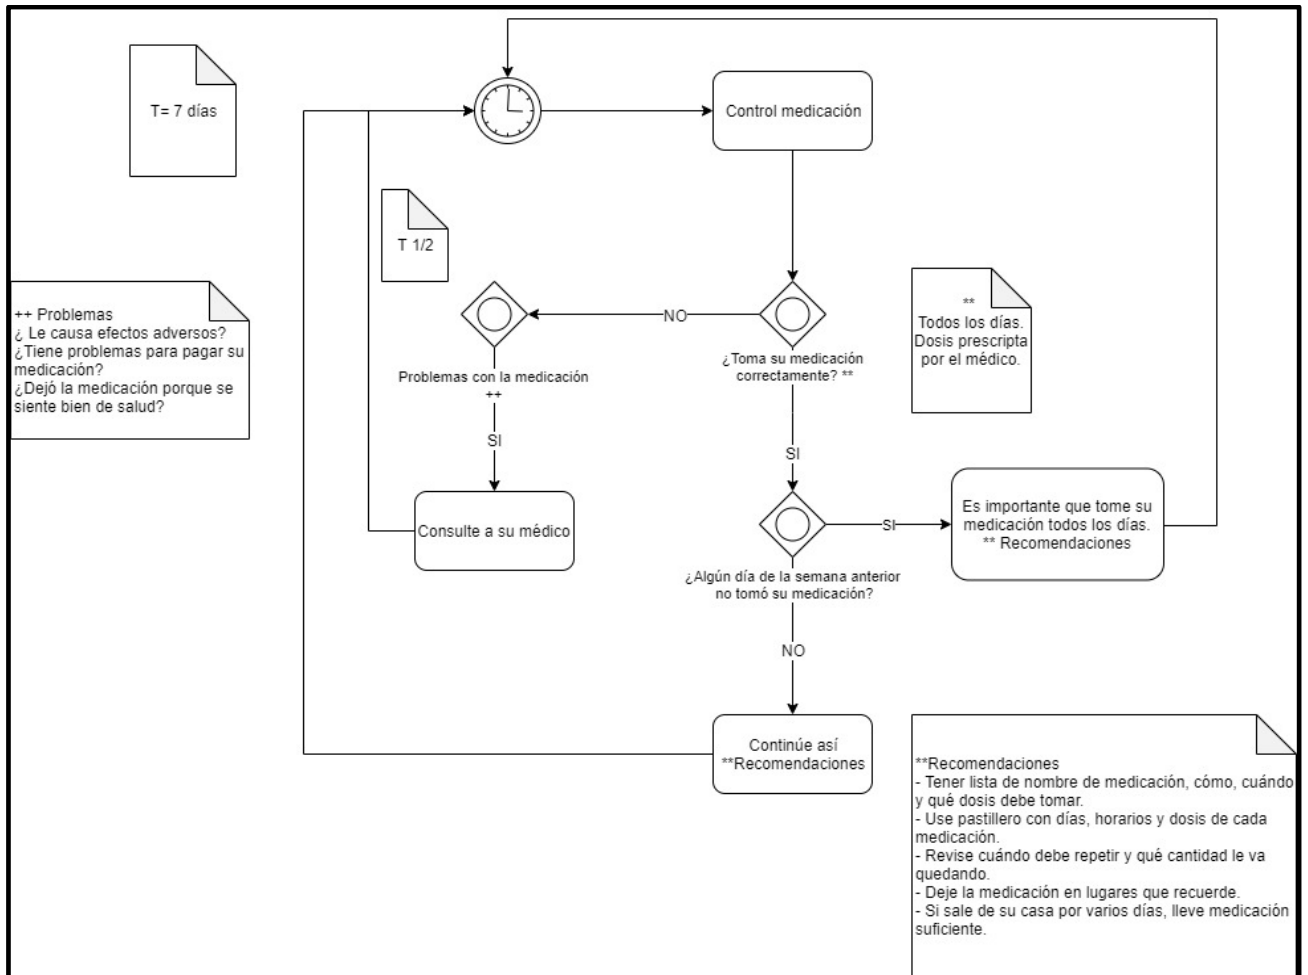 T= 7 días
Control medicación
T 1/2
++ Problemas
¿ Le causa efectos adversos?
¿Tiene problemas para pagar su
medicación?
¿Dejó la medicación porque se
siente bien de salud?
NO
**
Todos los días.
Dosis prescripta
por el médico.
¿Toma su medicación
correctamente? **
Problemas con la medicación
++
SI
SI
Consulte a su médico
SI
Es importante que tome su
medicación todos los días.
** Recomendaciones
¿Algún día de la semana anterior
no tomó su medicación?
NO
Continúe así
**Recomendaciones
**Recomendaciones
- Tener lista de nombre de medicación, cómo, cuándo
y qué dosis debe tomar.
- Use pastillero con días, horarios y dosis de cada
medicación.
- Revise cuándo debe repetir y qué cantidad le va
quedando.
- Deje la medicación en lugares que recuerde.
- Si sale de su casa por varios días, lleve medicación
suficiente.